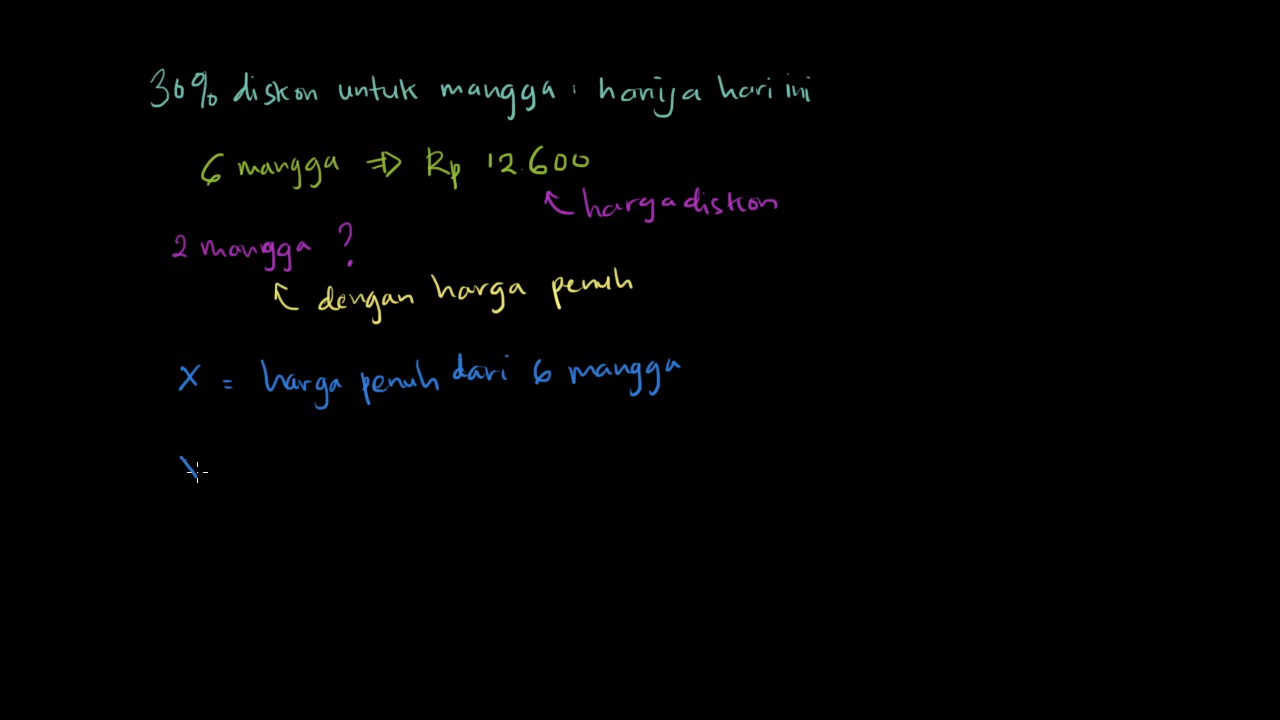 30% diskon untuk mangga : hanya hari ini
6 mangga ⇒ Rp 12.600
↖ harga diskon
2 mangga ?
↖ dengan harga penuh
X = harga penuh dari 6 mangga